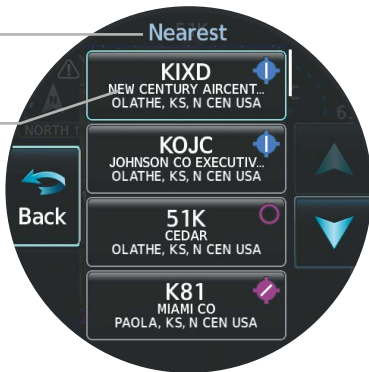 Nearest
KIXD
NEW CENTURY AIRCENT...
OLATHE, KS, N CEN USA
KOJC
JOHNSON CO EXECUTIV...
OLATHE, KS, N CEN USA
51K
CEDAR
OLATHE, KS, N CEN USA
K81
MIAMI CO
PAOLA, KS, N CEN USA
NORTH ↑
N
Back